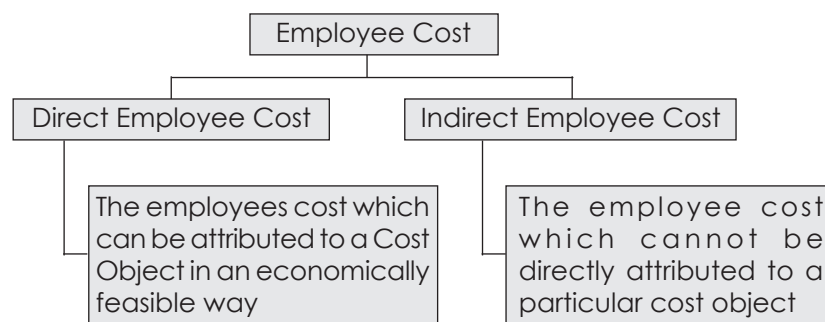 Employee Cost
Direct Employee Cost
Indirect Employee Cost
The employees cost which
can be attributed to a Cost
Object in an economically
feasible way
The employee cost
which cannot be
directly attributed to a
particular cost object